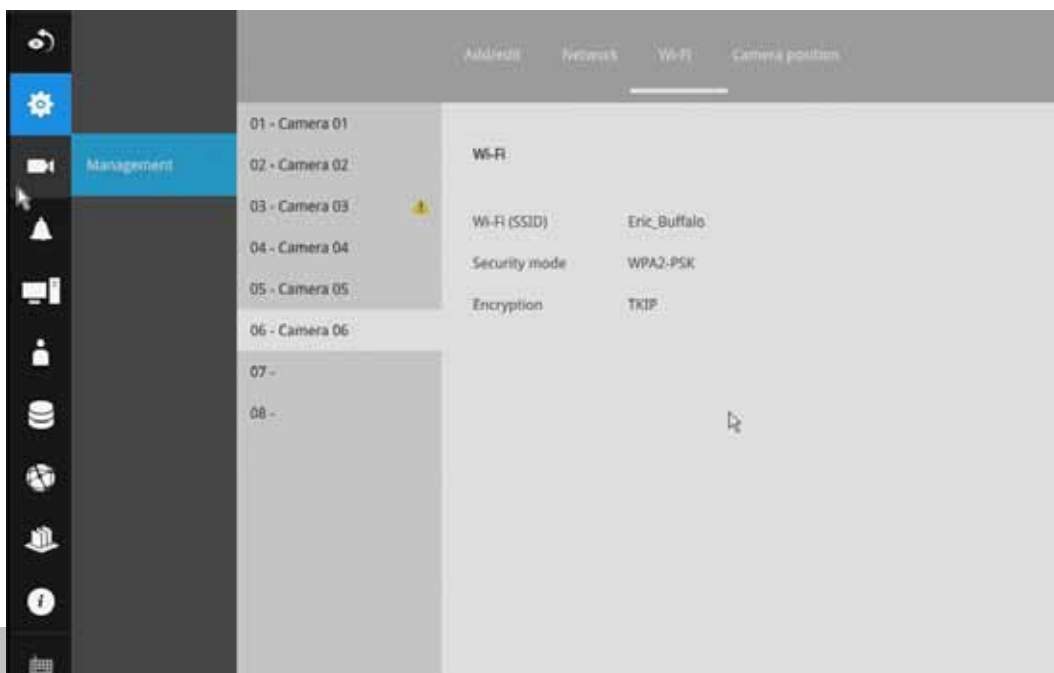 Add/edit Network Wi-Fi Camera position
Management
01 - Camera 01
02 - Camera 02
03 - Camera 03
04 - Camera 04
05 - Camera 05
06 - Camera 06
07 -
08 -
Wi-Fi
Wi-Fi (SSID) Eric_Buffalo
Security mode WPA2-PSK
Encryption TKIP